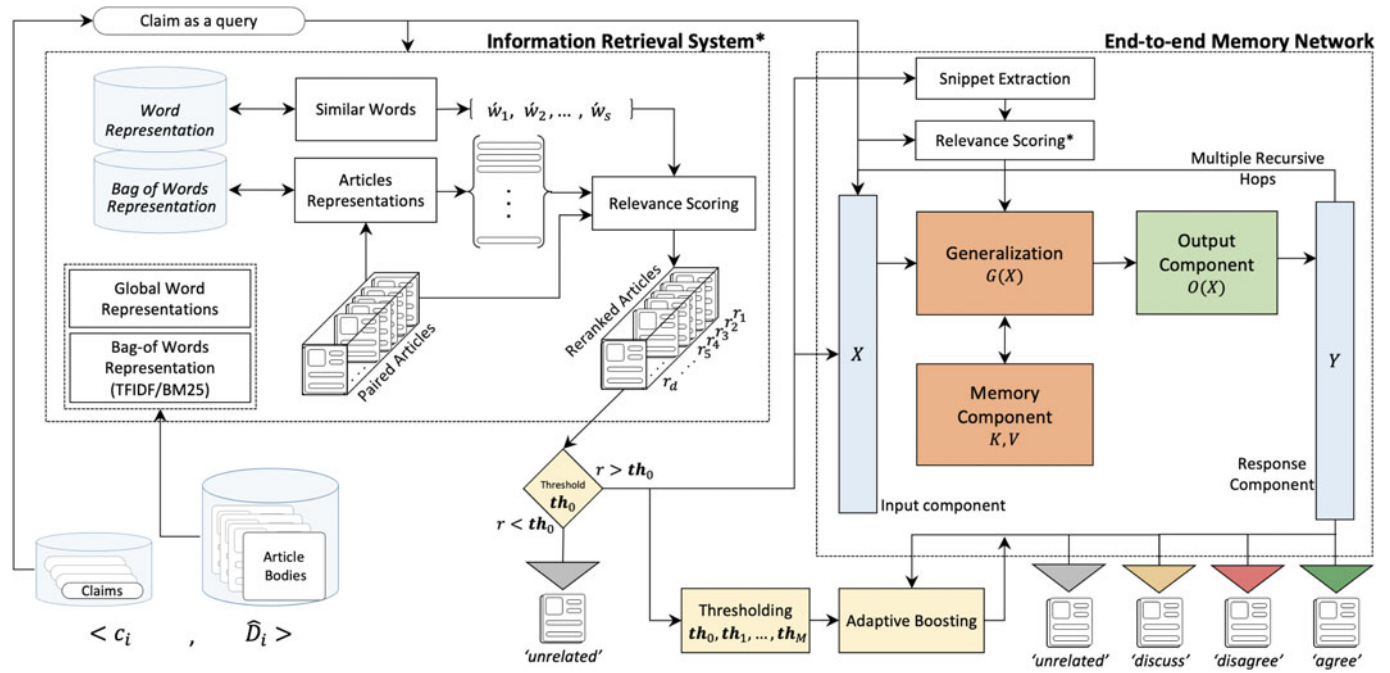 Claim as a query
Information Retrieval System*
End-to-end Memory Network
Word
Representation
Similar Words
{ ẃ₁, ẃ₂, … , ẃₛ }
Bag of Words
Representation
Articles
Representations
Relevance Scoring
Global Word
Representations
Bag-of Words
Representation
(TFIDF/BM25)
Paired Articles
Reranked Articles
r₁
r₂
r₃
r₄
r₅
r_d
Snippet Extraction
Relevance Scoring*
Multiple Recursive
Hops
Generalization
G(X)
Output
Component
O(X)
X
Y
Memory
Component
K, V
Input component
Response
Component
Threshold
th₀
r > th₀
r < th₀
'unrelated'
Article
Bodies
Claims
< cᵢ , D̂ᵢ >
Thresholding
th₀, th₁, … , th_M
Adaptive Boosting
'unrelated'
'discuss'
'disagree'
'agree'